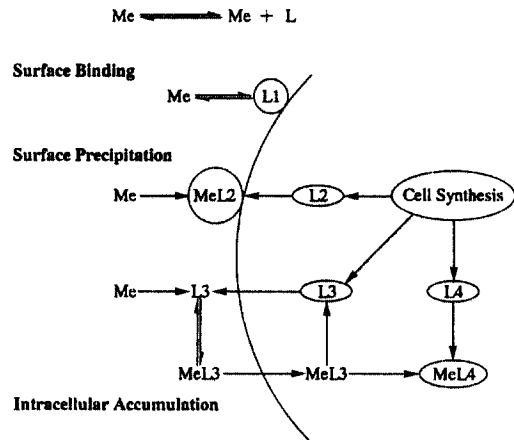 Me Me + L
Surface Binding
Me L1
Surface Precipitation
Me MeL2 L2 Cell Synthesis
Me L3 L3 L4
MeL3 MeL3 MeL4
Intracellular Accumulation